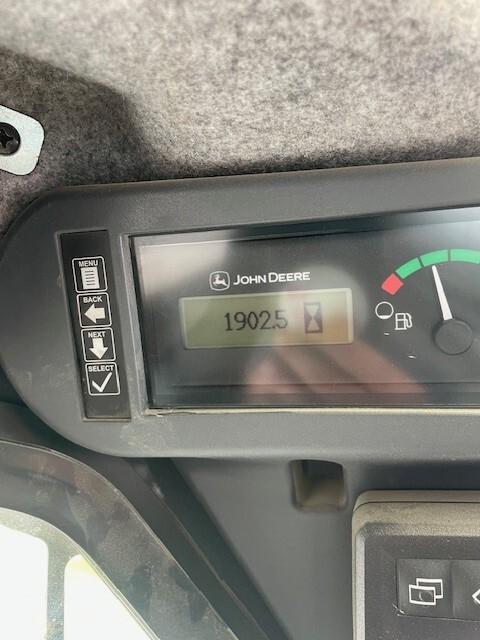 MENU
BACK
NEXT
SELECT
JOHN DEERE
1902.5